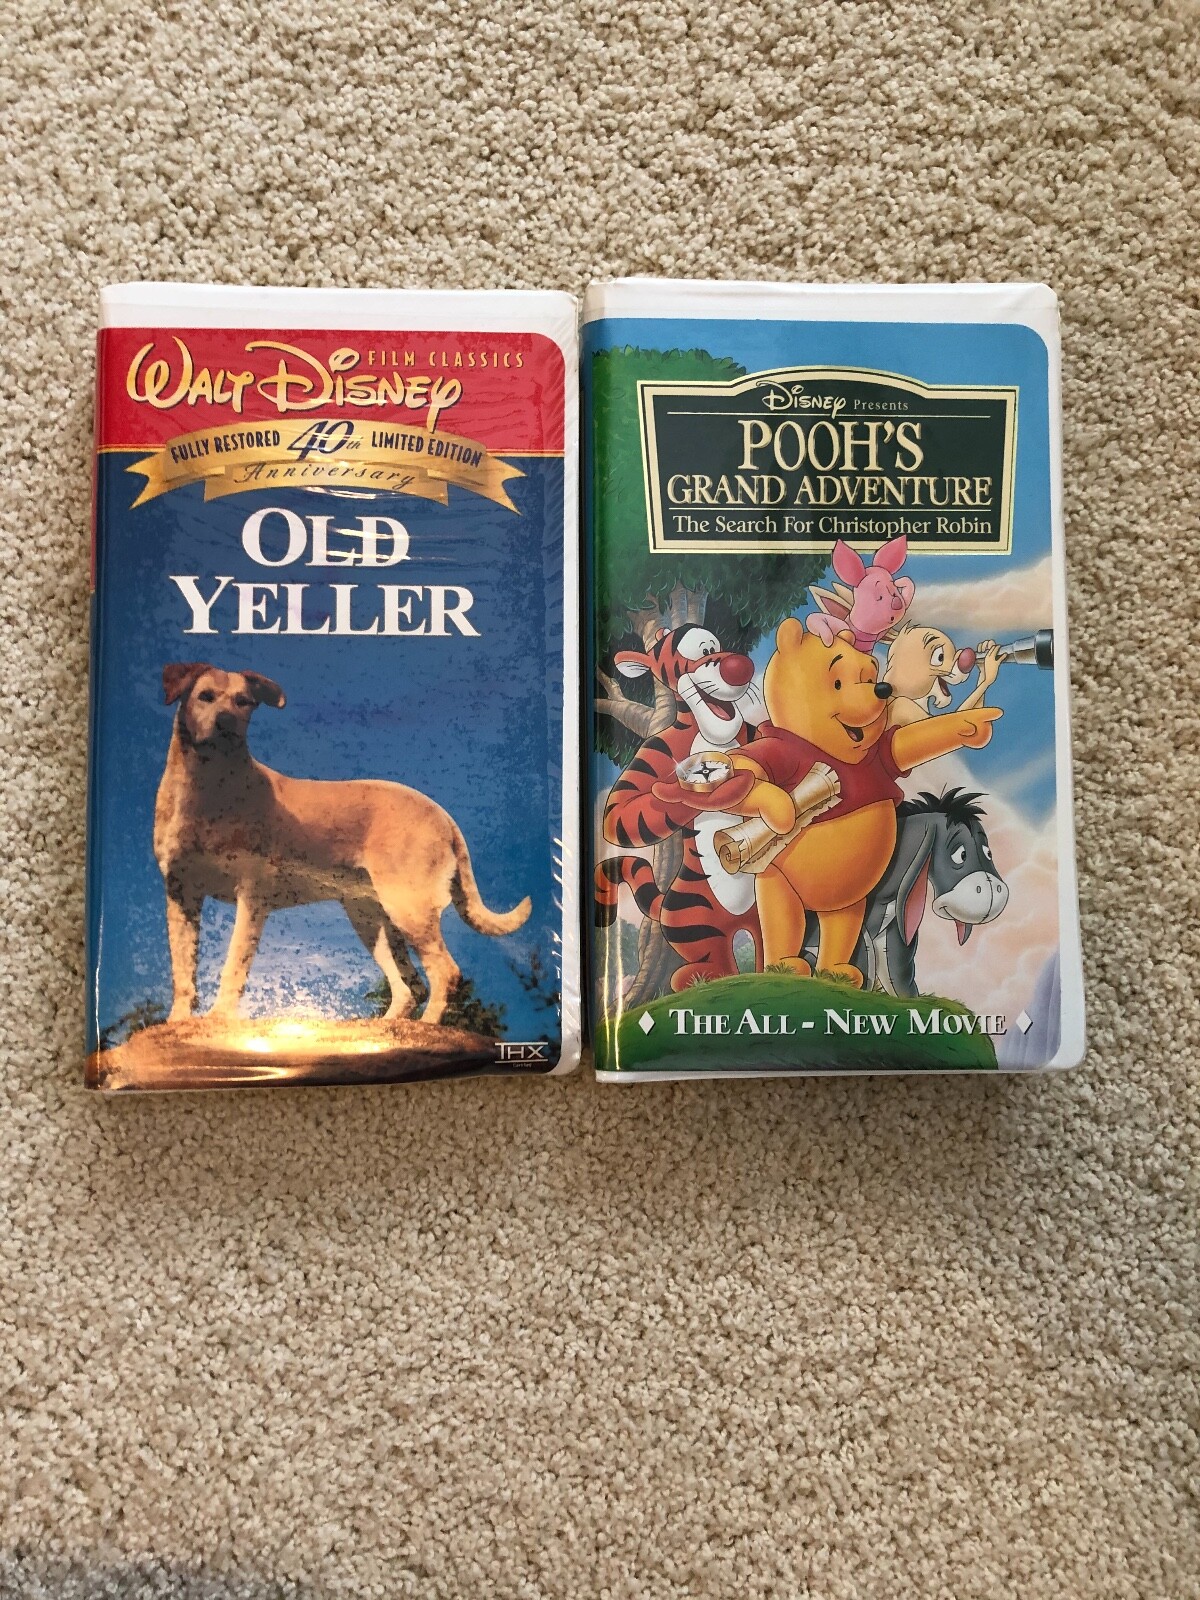 WALT DISNEY FILM CLASSICS
FULLY RESTORED 40th LIMITED EDITION
Anniversary
OLD
YELLER
THX
DISNEY Presents
POOH'S
GRAND ADVENTURE
The Search For Christopher Robin
THE ALL-NEW MOVIE